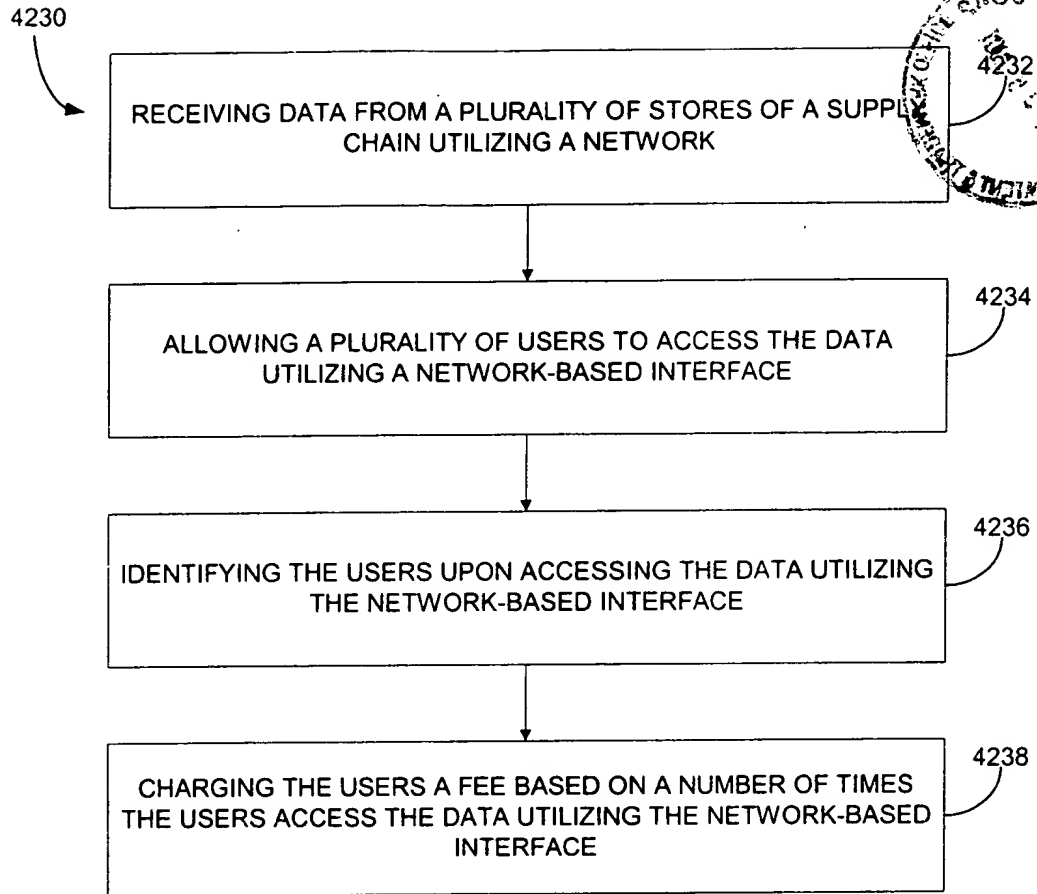 4230
4232
RECEIVING DATA FROM A PLURALITY OF STORES OF A SUPPLY
CHAIN UTILIZING A NETWORK
4234
ALLOWING A PLURALITY OF USERS TO ACCESS THE DATA
UTILIZING A NETWORK-BASED INTERFACE
4236
IDENTIFYING THE USERS UPON ACCESSING THE DATA UTILIZING
THE NETWORK-BASED INTERFACE
4238
CHARGING THE USERS A FEE BASED ON A NUMBER OF TIMES
THE USERS ACCESS THE DATA UTILIZING THE NETWORK-BASED
INTERFACE